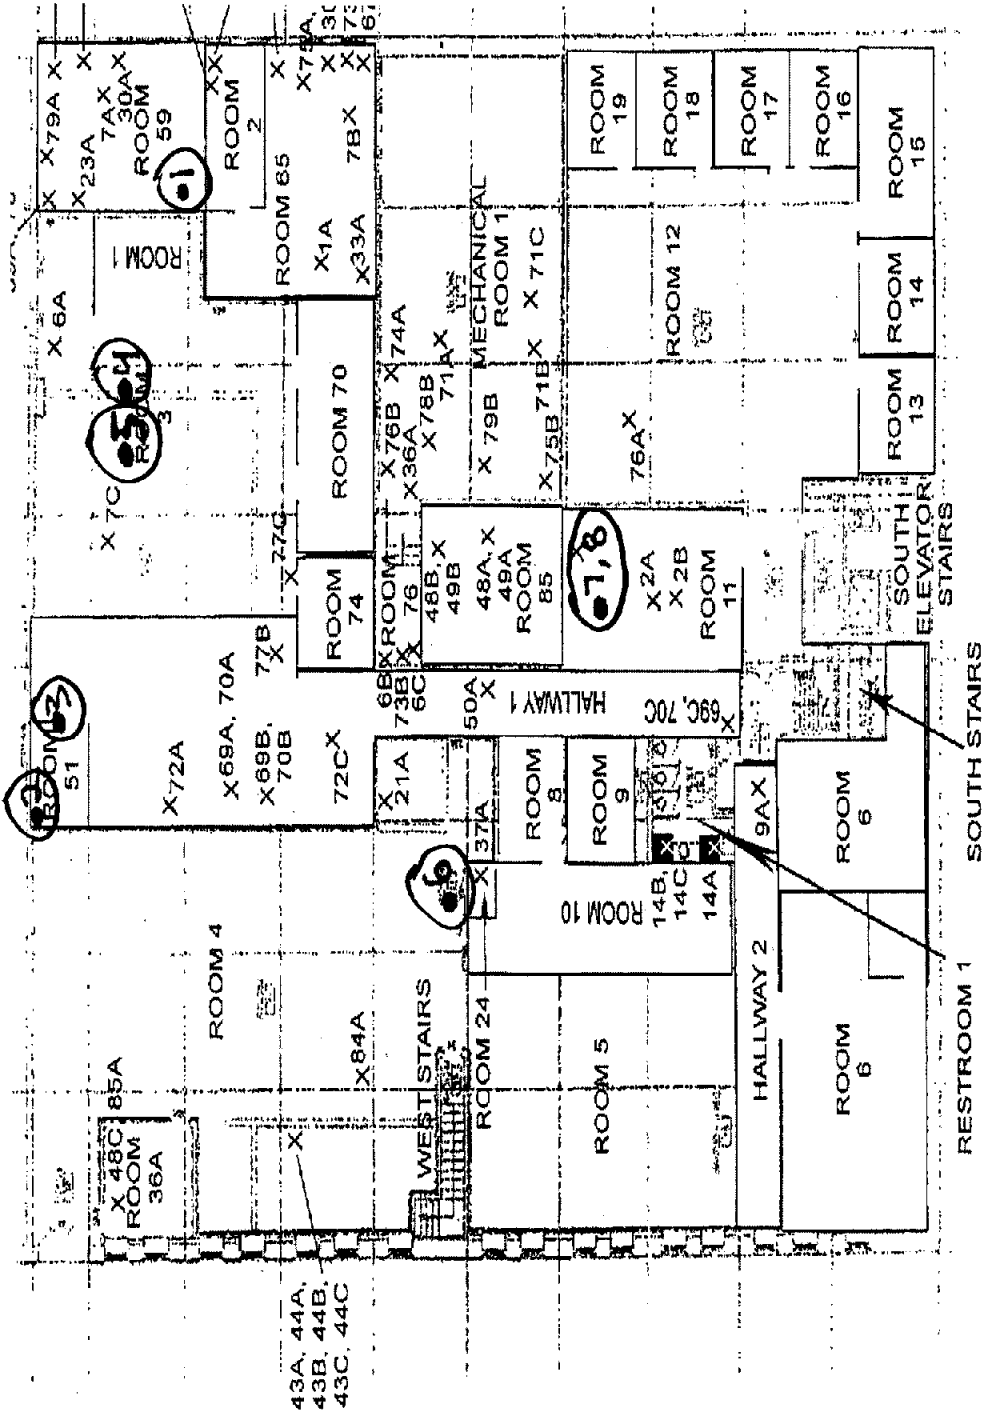 79A
23A
7A
30A
ROOM
59
1
ROOM
2
75A,
ROOM 65
7B
1A
33A
ROOM 1
6A
4
5
3
7C
ROOM 70
77C
ROOM
74
74A
76B
36A
78B
71A
79B
MECHANICAL
ROOM 1
71C
71B
75B
ROOM
19
ROOM
18
ROOM
17
ROOM
16
ROOM
15
ROOM
14
ROOM
13
ROOM 12
76A
ROOM
76
48B,
49B
48A,
49A
ROOM
85
7,8
2A
2B
ROOM
11
SOUTH
ELEVATOR
STAIRS
6B
73B
6C
50A
HALLWAY 1
69C, 70C
2
3
ROOM
51
72A
69A, 70A
69B,
70B
77B
72C
21A
37A
ROOM
8
ROOM
9
6
ROOM 10
14B,
14C
14A
9A
ROOM
6
SOUTH STAIRS
ROOM 4
85A
48C
ROOM
36A
84A
WEST STAIRS
ROOM 24
ROOM 5
HALLWAY 2
ROOM
6
RESTROOM 1
43A, 44A,
43B, 44B,
43C, 44C